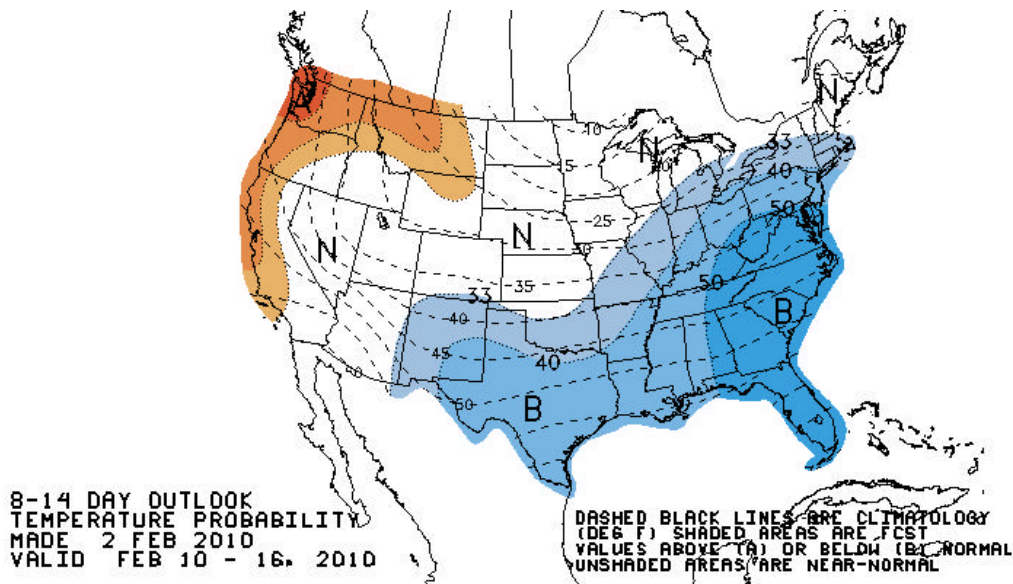 N
-10
N
33
-5
40
50
-25
N
N
-30
50
-35
33
B
-40
45
40
-50
B
8-14 DAY OUTLOOK
TEMPERATURE PROBABILITY
MADE 2 FEB 2010
VALID FEB 10 - 16, 2010
DASHED BLACK LINES ARE CLIMATOLOGY
(DEG F) SHADED AREAS ARE FCST
VALUES ABOVE (A) OR BELOW (B) NORMAL
UNSHADED AREAS ARE NEAR-NORMAL